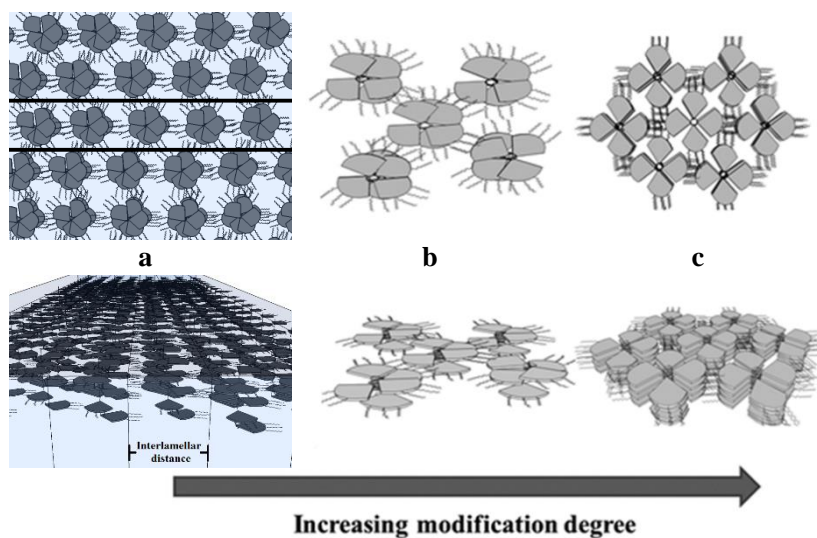 a
b
c
Interlamellar
distance
Increasing modification degree